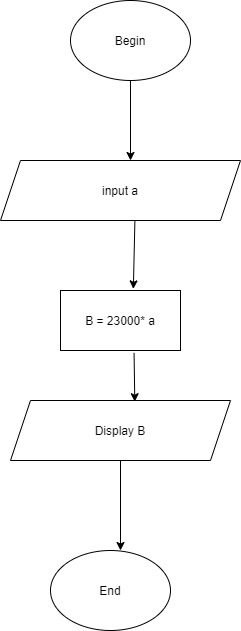 Begin
input a
B = 23000* a
Display B
End